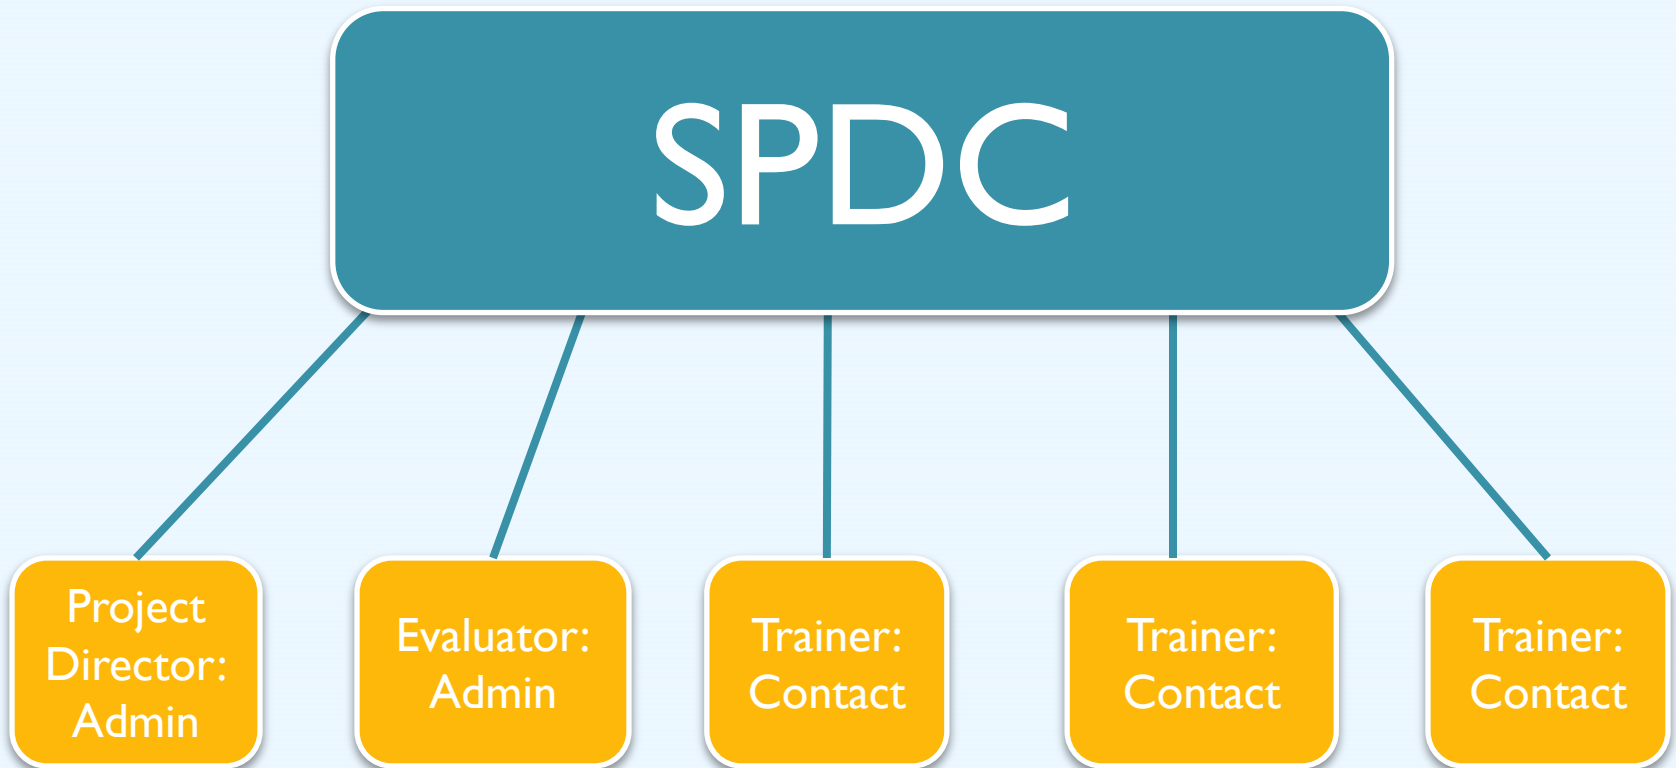 SPDC
Project
Director:
Admin
Evaluator:
Admin
Trainer:
Contact
Trainer:
Contact
Trainer:
Contact